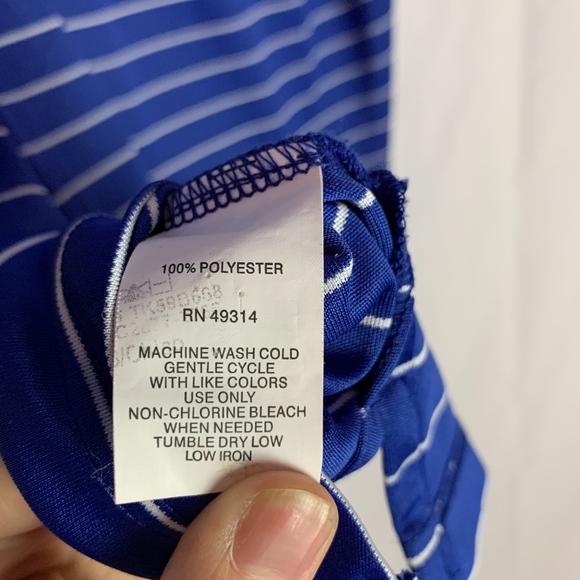 100% POLYESTER
RN 49314
MACHINE WASH COLD
GENTLE CYCLE
WITH LIKE COLORS
USE ONLY
NON-CHLORINE BLEACH
WHEN NEEDED
TUMBLE DRY LOW
LOW IRON